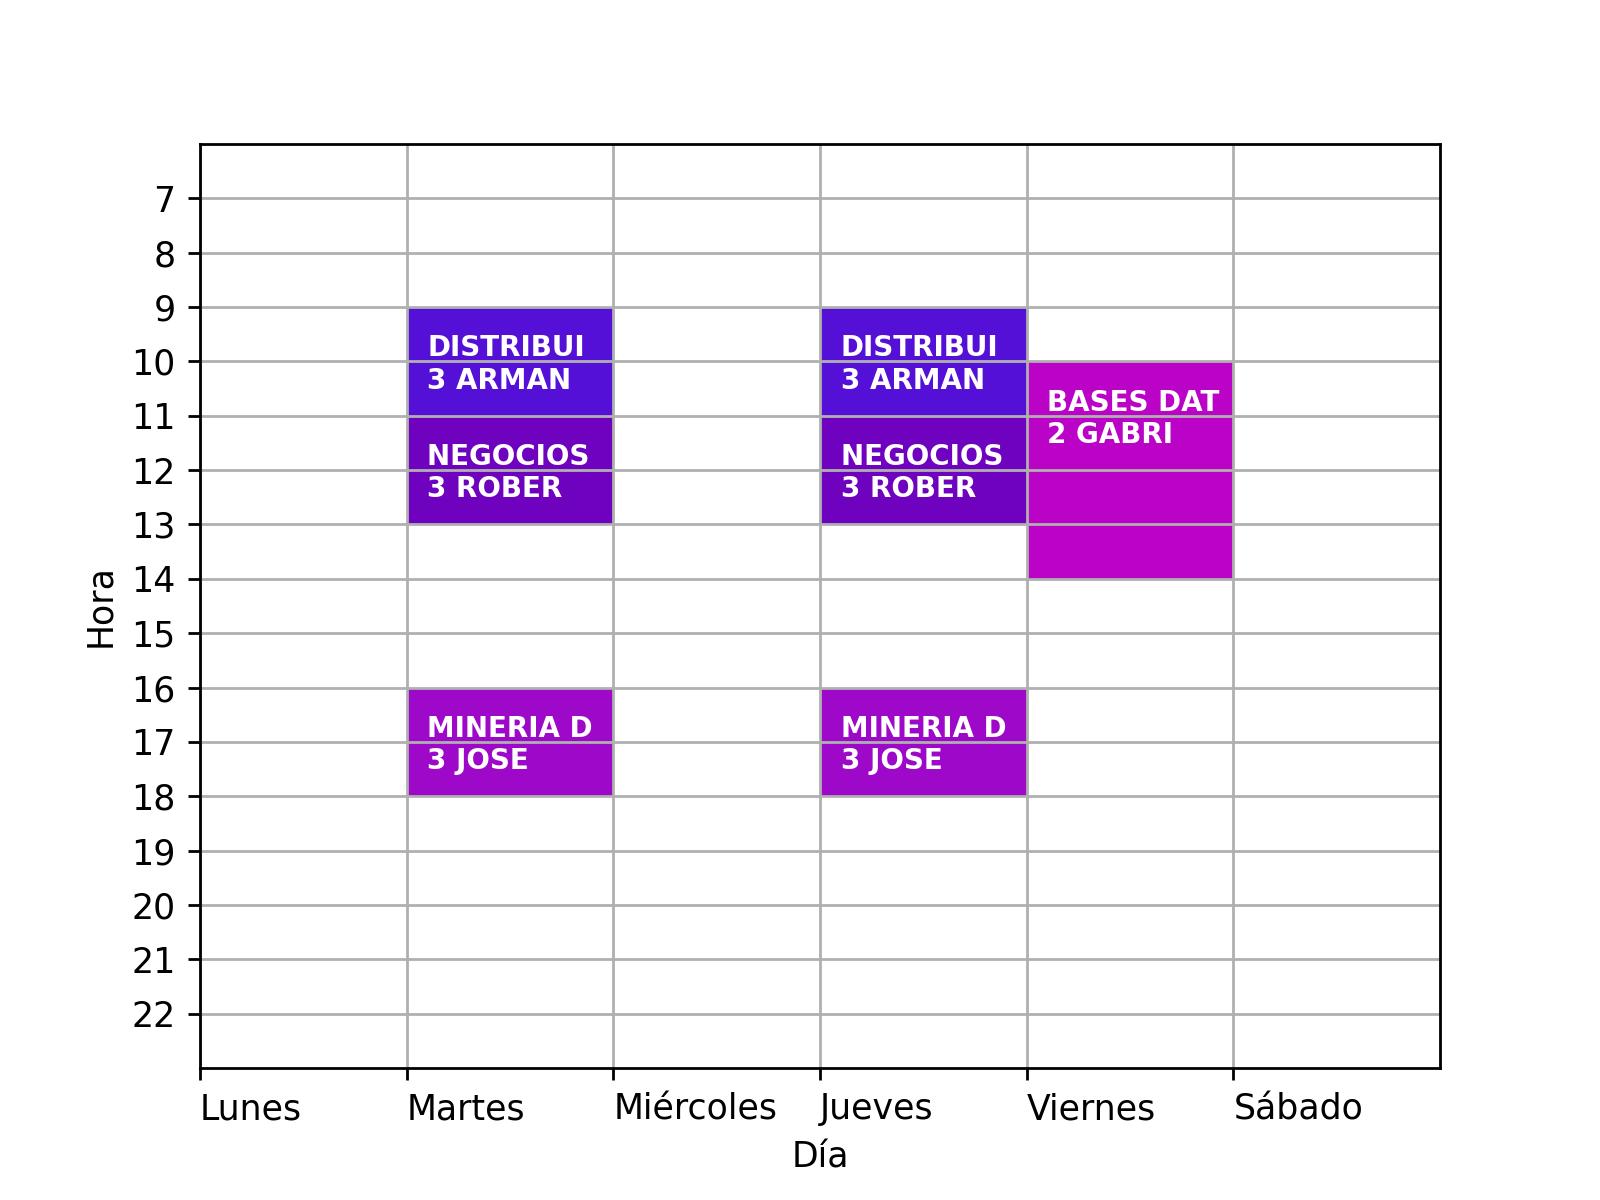 7
8
9
10
11
12
13
14
15
16
17
18
19
20
21
22
Hora
DISTRIBUI
3 ARMAN
NEGOCIOS
3 ROBER
MINERIA D
3 JOSE
DISTRIBUI
3 ARMAN
NEGOCIOS
3 ROBER
MINERIA D
3 JOSE
BASES DAT
2 GABRI
Lunes Martes Miércoles Jueves Viernes Sábado
Día